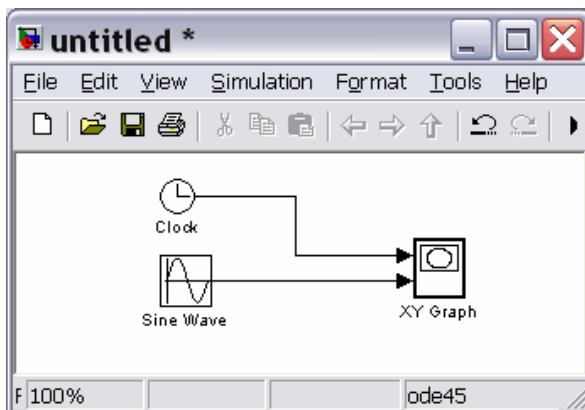 untitled *
File Edit View Simulation Format Tools Help
Clock
Sine Wave
XY Graph
F 100% ode45